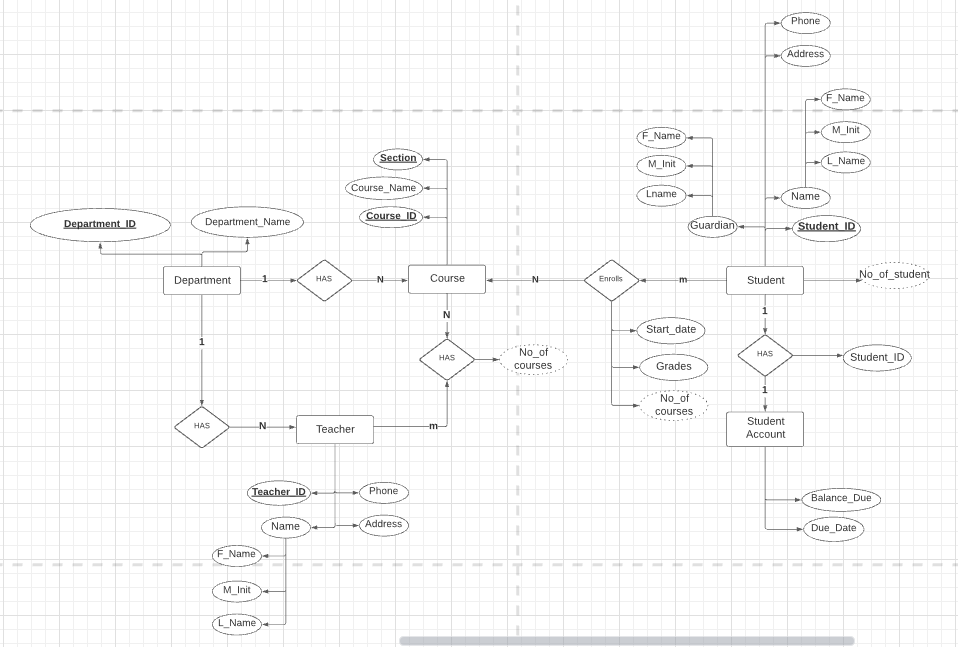 Phone
Address
F_Name
M_Init
L_Name
Name
Student_ID
F_Name
M_Init
Lname
Guardian
Section
Course_Name
Course_ID
Department_ID
Department_Name
Department
1
HAS
N
Course
N
Enrolls
m
Student
No_of_student
1
N
1
HAS
No_of
courses
Start_date
Grades
No_of
courses
HAS
Student_ID
1
Student
Account
HAS
N
Teacher
m
Teacher_ID
Phone
Name
Address
F_Name
M_Init
L_Name
Balance_Due
Due_Date